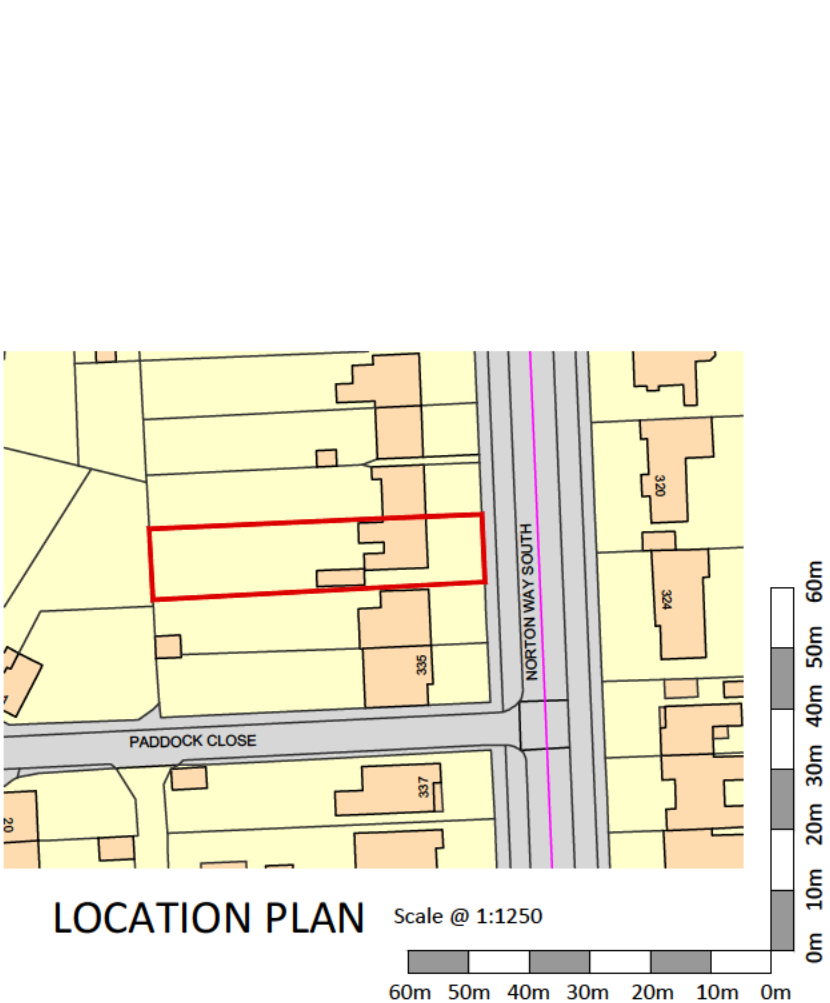 320
NORTON WAY SOUTH
324
335
PADDOCK CLOSE
337
20
LOCATION PLAN
Scale @ 1:1250
60m
50m
40m
30m
20m
10m
0m
60m 50m 40m 30m 20m 10m 0m